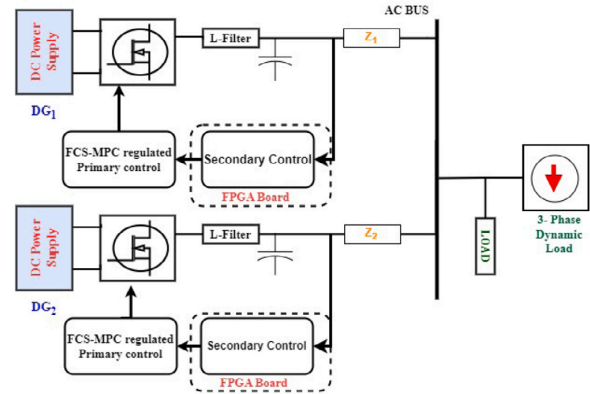 AC BUS
DC Power
Supply
L-Filter
Z1
DG1
FCS-MPC regulated
Primary control
Secondary Control
FPGA Board
3- Phase
Dynamic
Load
LOAD
DC Power
Supply
L-Filter
Z2
DG2
FCS-MPC regulated
Primary control
Secondary Control
FPGA Board